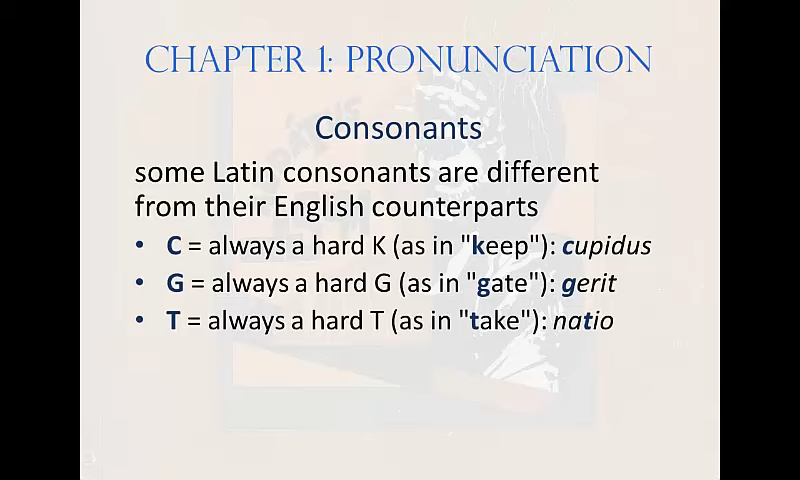 CHAPTER 1: PRONUNCIATION
Consonants
some Latin consonants are different
from their English counterparts
• C = always a hard K (as in "keep"): cupidus
• G = always a hard G (as in "gate"): gerit
• T = always a hard T (as in "take"): natio